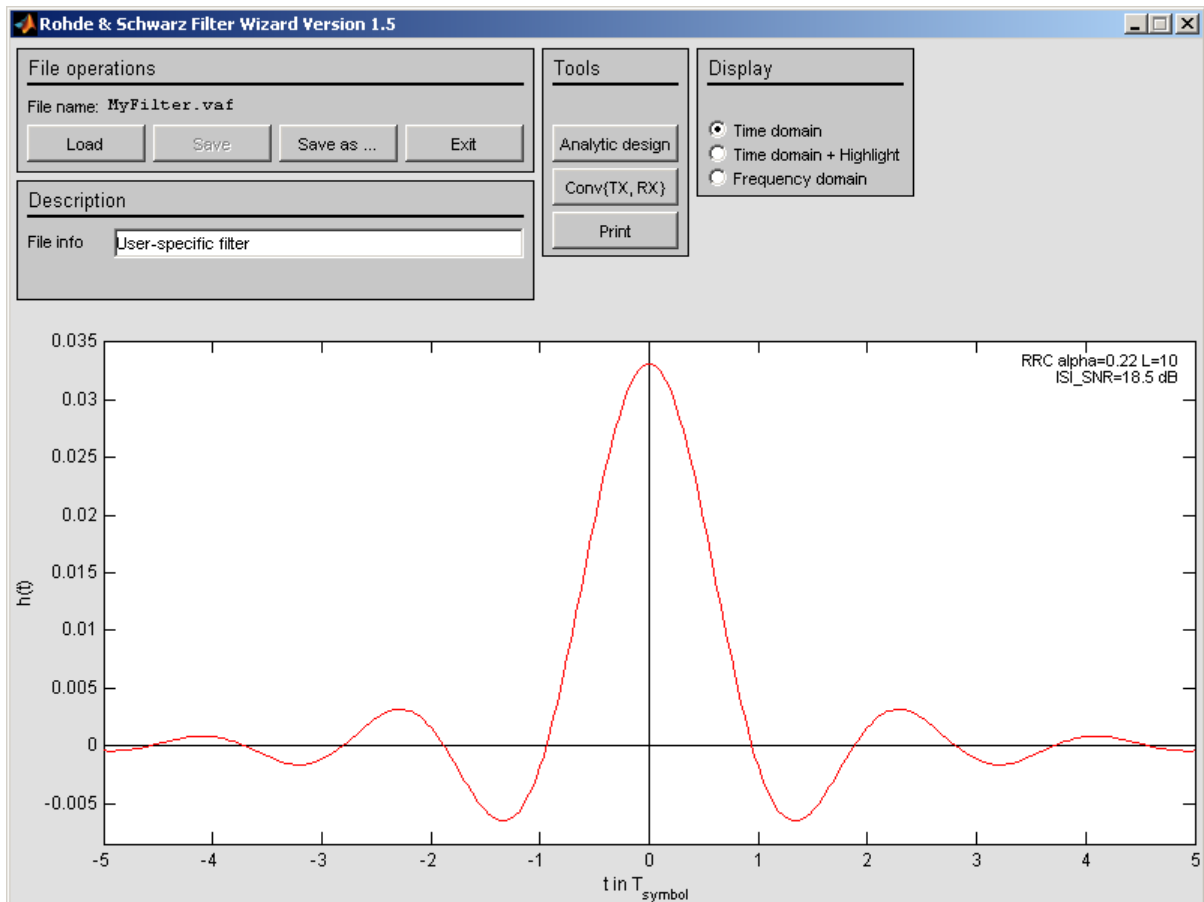 Rohde & Schwarz Filter Wizard Version 1.5
File operations
File name: MyFilter.vaf
Load Save Save as ... Exit
Description
File info User-specific filter
Tools
Analytic design
Conv{TX, RX}
Print
Display
Time domain
Time domain + Highlight
Frequency domain
RRC alpha=0.22 L=10
ISI_SNR=18.5 dB
0.035
0.03
0.025
0.02
0.015
0.01
0.005
0
-0.005
h(t)
-5 -4 -3 -2 -1 0 1 2 3 4 5
t in Tsymbol